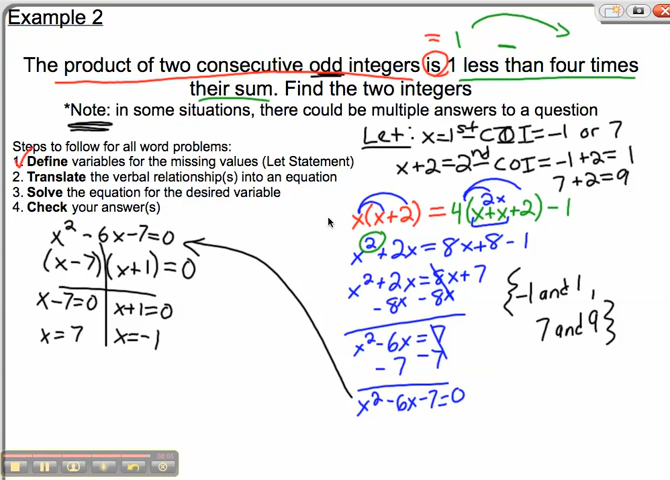 Example 2
= 1 −
The product of two consecutive odd integers is 1 less than four times
their sum. Find the two integers
*Note: in some situations, there could be multiple answers to a question
Let: x=1st COI=-1 or 7
x+2=2nd COI=-1+2=1
7+2=9
Steps to follow for all word problems:
1. Define variables for the missing values (Let Statement)
2. Translate the verbal relationship(s) into an equation
3. Solve the equation for the desired variable
4. Check your answer(s)
2x
x(x+2)=4(x+x+2)-1
x²+2x=8x+8-1
x²+2x=8x+7
-8x -8x
x²-6x=7
-7 -7
x²-6x-7=0
x²-6x-7=0
(x-7)(x+1)=0
x-7=0 x+1=0
x=7 x=-1
{-1 and 1,
7 and 9}